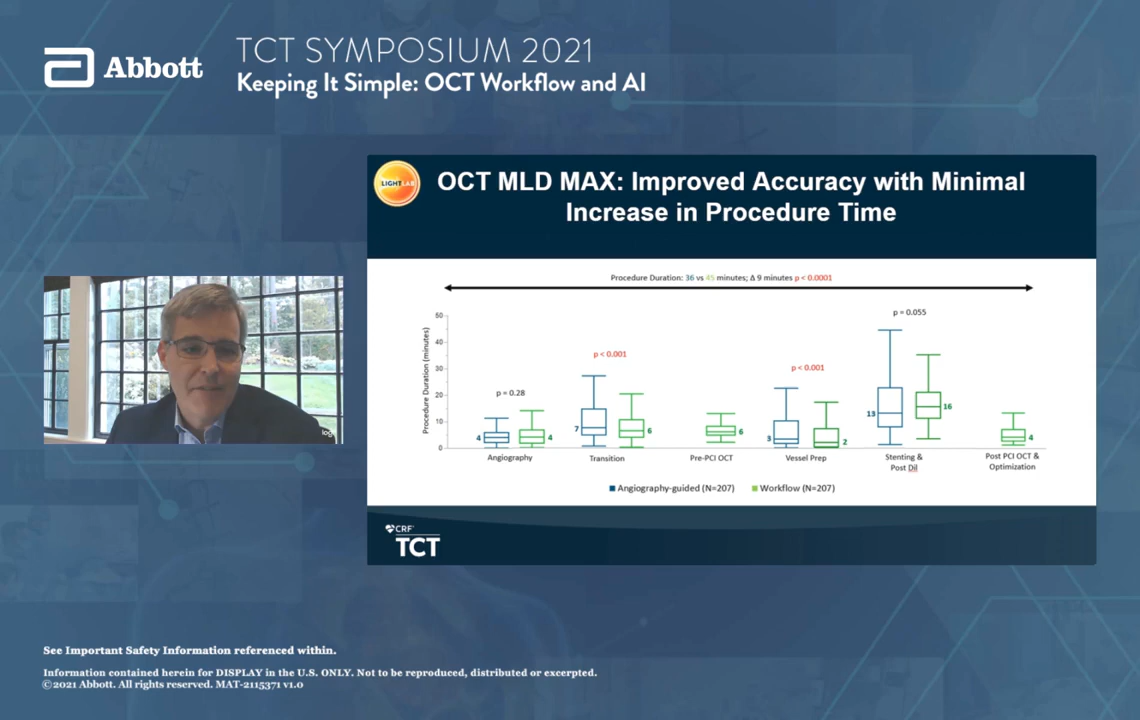 Abbott
TCT SYMPOSIUM 2021
Keeping It Simple: OCT Workflow and AI
LIGHTLAB
OCT MLD MAX: Improved Accuracy with Minimal
Increase in Procedure Time
Procedure Duration: 36 vs 45 minutes; Δ 9 minutes p < 0.0001
Procedure Duration (minutes)
50
40
30
20
10
0
p = 0.28
p < 0.001
p < 0.001
p = 0.055
4
4
7
6
6
3
2
13
16
4
Angiography
Transition
Pre-PCI OCT
Vessel Prep
Stenting &
Post Dil
Post PCI OCT &
Optimization
Angiography-guided (N=207)
Workflow (N=207)
CRF
TCT
See Important Safety Information referenced within.
Information contained herein for DISPLAY in the U.S. ONLY. Not to be reproduced, distributed or excerpted.
©2021 Abbott. All rights reserved. MAT-2115371 v1.0